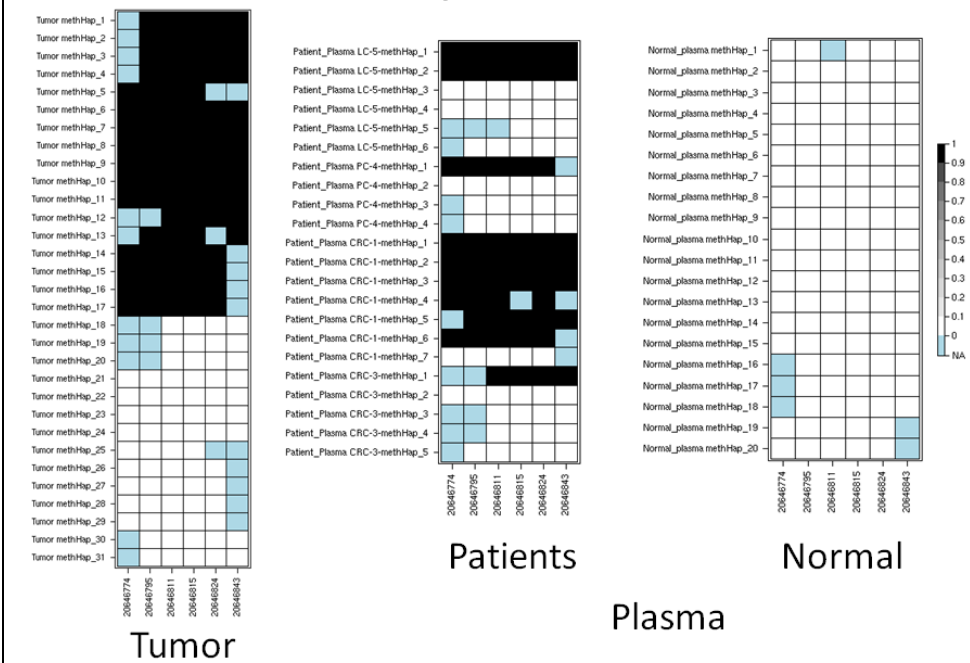 Tumor methHap_1
Tumor methHap_2
Tumor methHap_3
Tumor methHap_4
Tumor methHap_5
Tumor methHap_6
Tumor methHap_7
Tumor methHap_8
Tumor methHap_9
Tumor methHap_10
Tumor methHap_11
Tumor methHap_12
Tumor methHap_13
Tumor methHap_14
Tumor methHap_15
Tumor methHap_16
Tumor methHap_17
Tumor methHap_18
Tumor methHap_19
Tumor methHap_20
Tumor methHap_21
Tumor methHap_22
Tumor methHap_23
Tumor methHap_24
Tumor methHap_25
Tumor methHap_26
Tumor methHap_27
Tumor methHap_28
Tumor methHap_29
Tumor methHap_30
Tumor methHap_31
20646774
20646795
20646811
20646815
20646824
20646843
Tumor
Patient_Plasma LC-5-methHap_1
Patient_Plasma LC-5-methHap_2
Patient_Plasma LC-5-methHap_3
Patient_Plasma LC-5-methHap_4
Patient_Plasma LC-5-methHap_5
Patient_Plasma LC-5-methHap_6
Patient_Plasma PC-4-methHap_1
Patient_Plasma PC-4-methHap_2
Patient_Plasma PC-4-methHap_3
Patient_Plasma PC-4-methHap_4
Patient_Plasma CRC-1-methHap_1
Patient_Plasma CRC-1-methHap_2
Patient_Plasma CRC-1-methHap_3
Patient_Plasma CRC-1-methHap_4
Patient_Plasma CRC-1-methHap_5
Patient_Plasma CRC-1-methHap_6
Patient_Plasma CRC-1-methHap_7
Patient_Plasma CRC-3-methHap_1
Patient_Plasma CRC-3-methHap_2
Patient_Plasma CRC-3-methHap_3
Patient_Plasma CRC-3-methHap_4
Patient_Plasma CRC-3-methHap_5
20646774
20646795
20646811
20646815
20646824
20646843
Patients
Normal_plasma methHap_1
Normal_plasma methHap_2
Normal_plasma methHap_3
Normal_plasma methHap_4
Normal_plasma methHap_5
Normal_plasma methHap_6
Normal_plasma methHap_7
Normal_plasma methHap_8
Normal_plasma methHap_9
Normal_plasma methHap_10
Normal_plasma methHap_11
Normal_plasma methHap_12
Normal_plasma methHap_13
Normal_plasma methHap_14
Normal_plasma methHap_15
Normal_plasma methHap_16
Normal_plasma methHap_17
Normal_plasma methHap_18
Normal_plasma methHap_19
Normal_plasma methHap_20
20646774
20646795
20646811
20646815
20646824
20646843
Normal
1
0.9
0.8
0.7
0.6
0.5
0.4
0.3
0.2
0.1
0
NA
Plasma